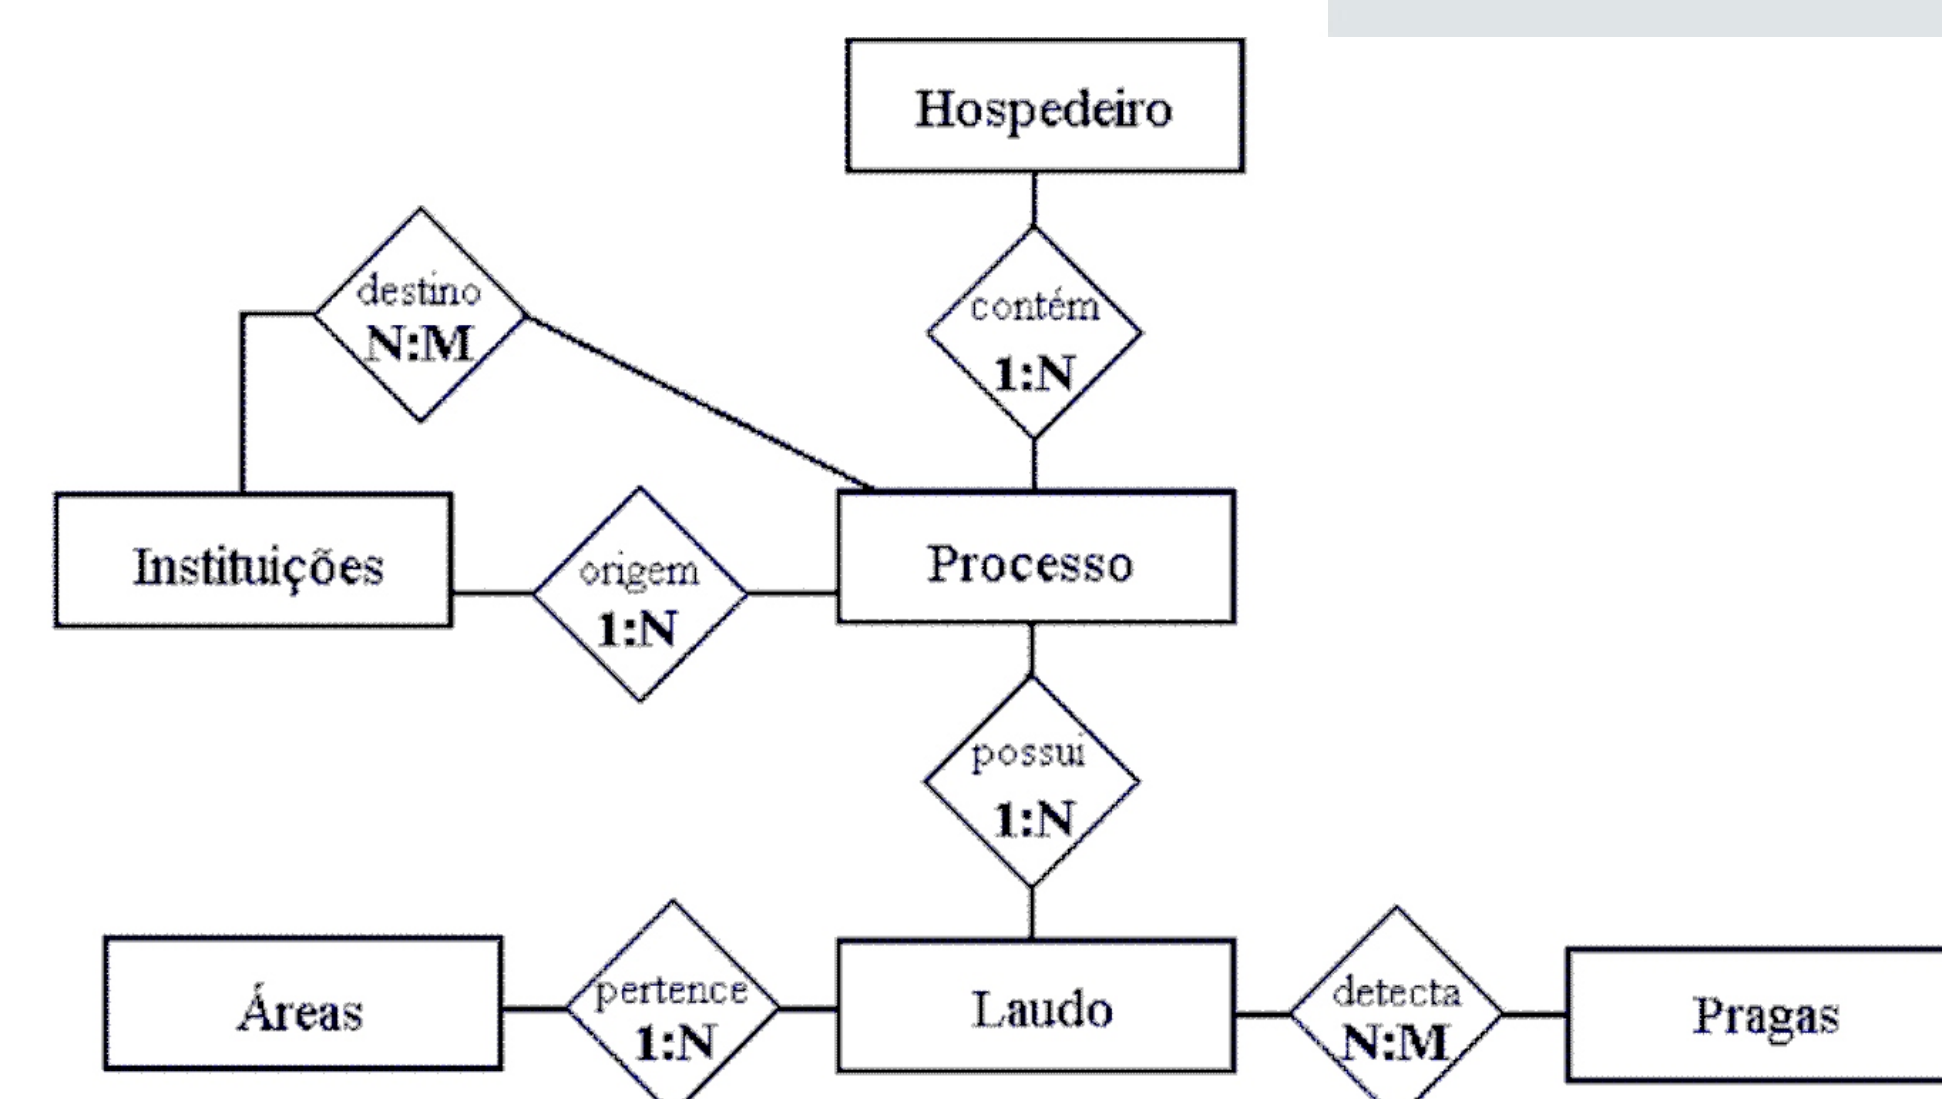 Hospedeiro
destino
N:M
contém
1:N
Instituições
origem
1:N
Processo
possui
1:N
Áreas
pertence
1:N
Laudo
detecta
N:M
Pragas